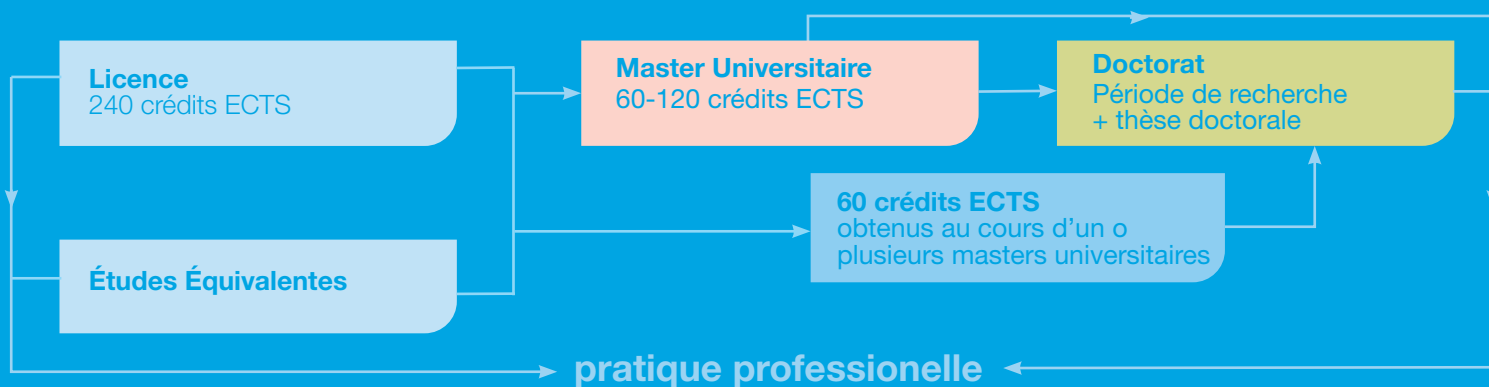 Licence
240 crédits ECTS
Master Universitaire
60-120 crédits ECTS
Doctorat
Période de recherche
+ thèse doctorale
60 crédits ECTS
obtenus au cours d'un o
plusieurs masters universitaires
Études Équivalentes
pratique professionelle